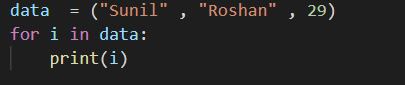 data  = ("Sunil" , "Roshan" , 29)
for i in data:
    print(i)